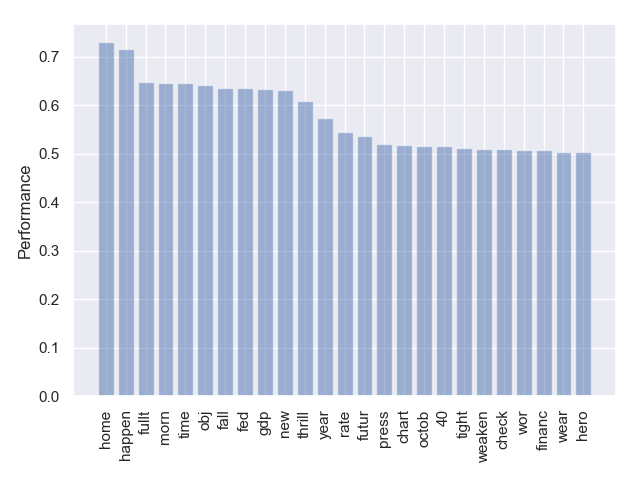 0.7
0.6
0.5
0.4
0.3
0.2
0.1
0.0
Performance
home
happen
fullt
morn
time
obj
fall
fed
gdp
new
thrill
year
rate
futur
press
chart
octob
40
tight
weaken
check
wor
financ
wear
hero